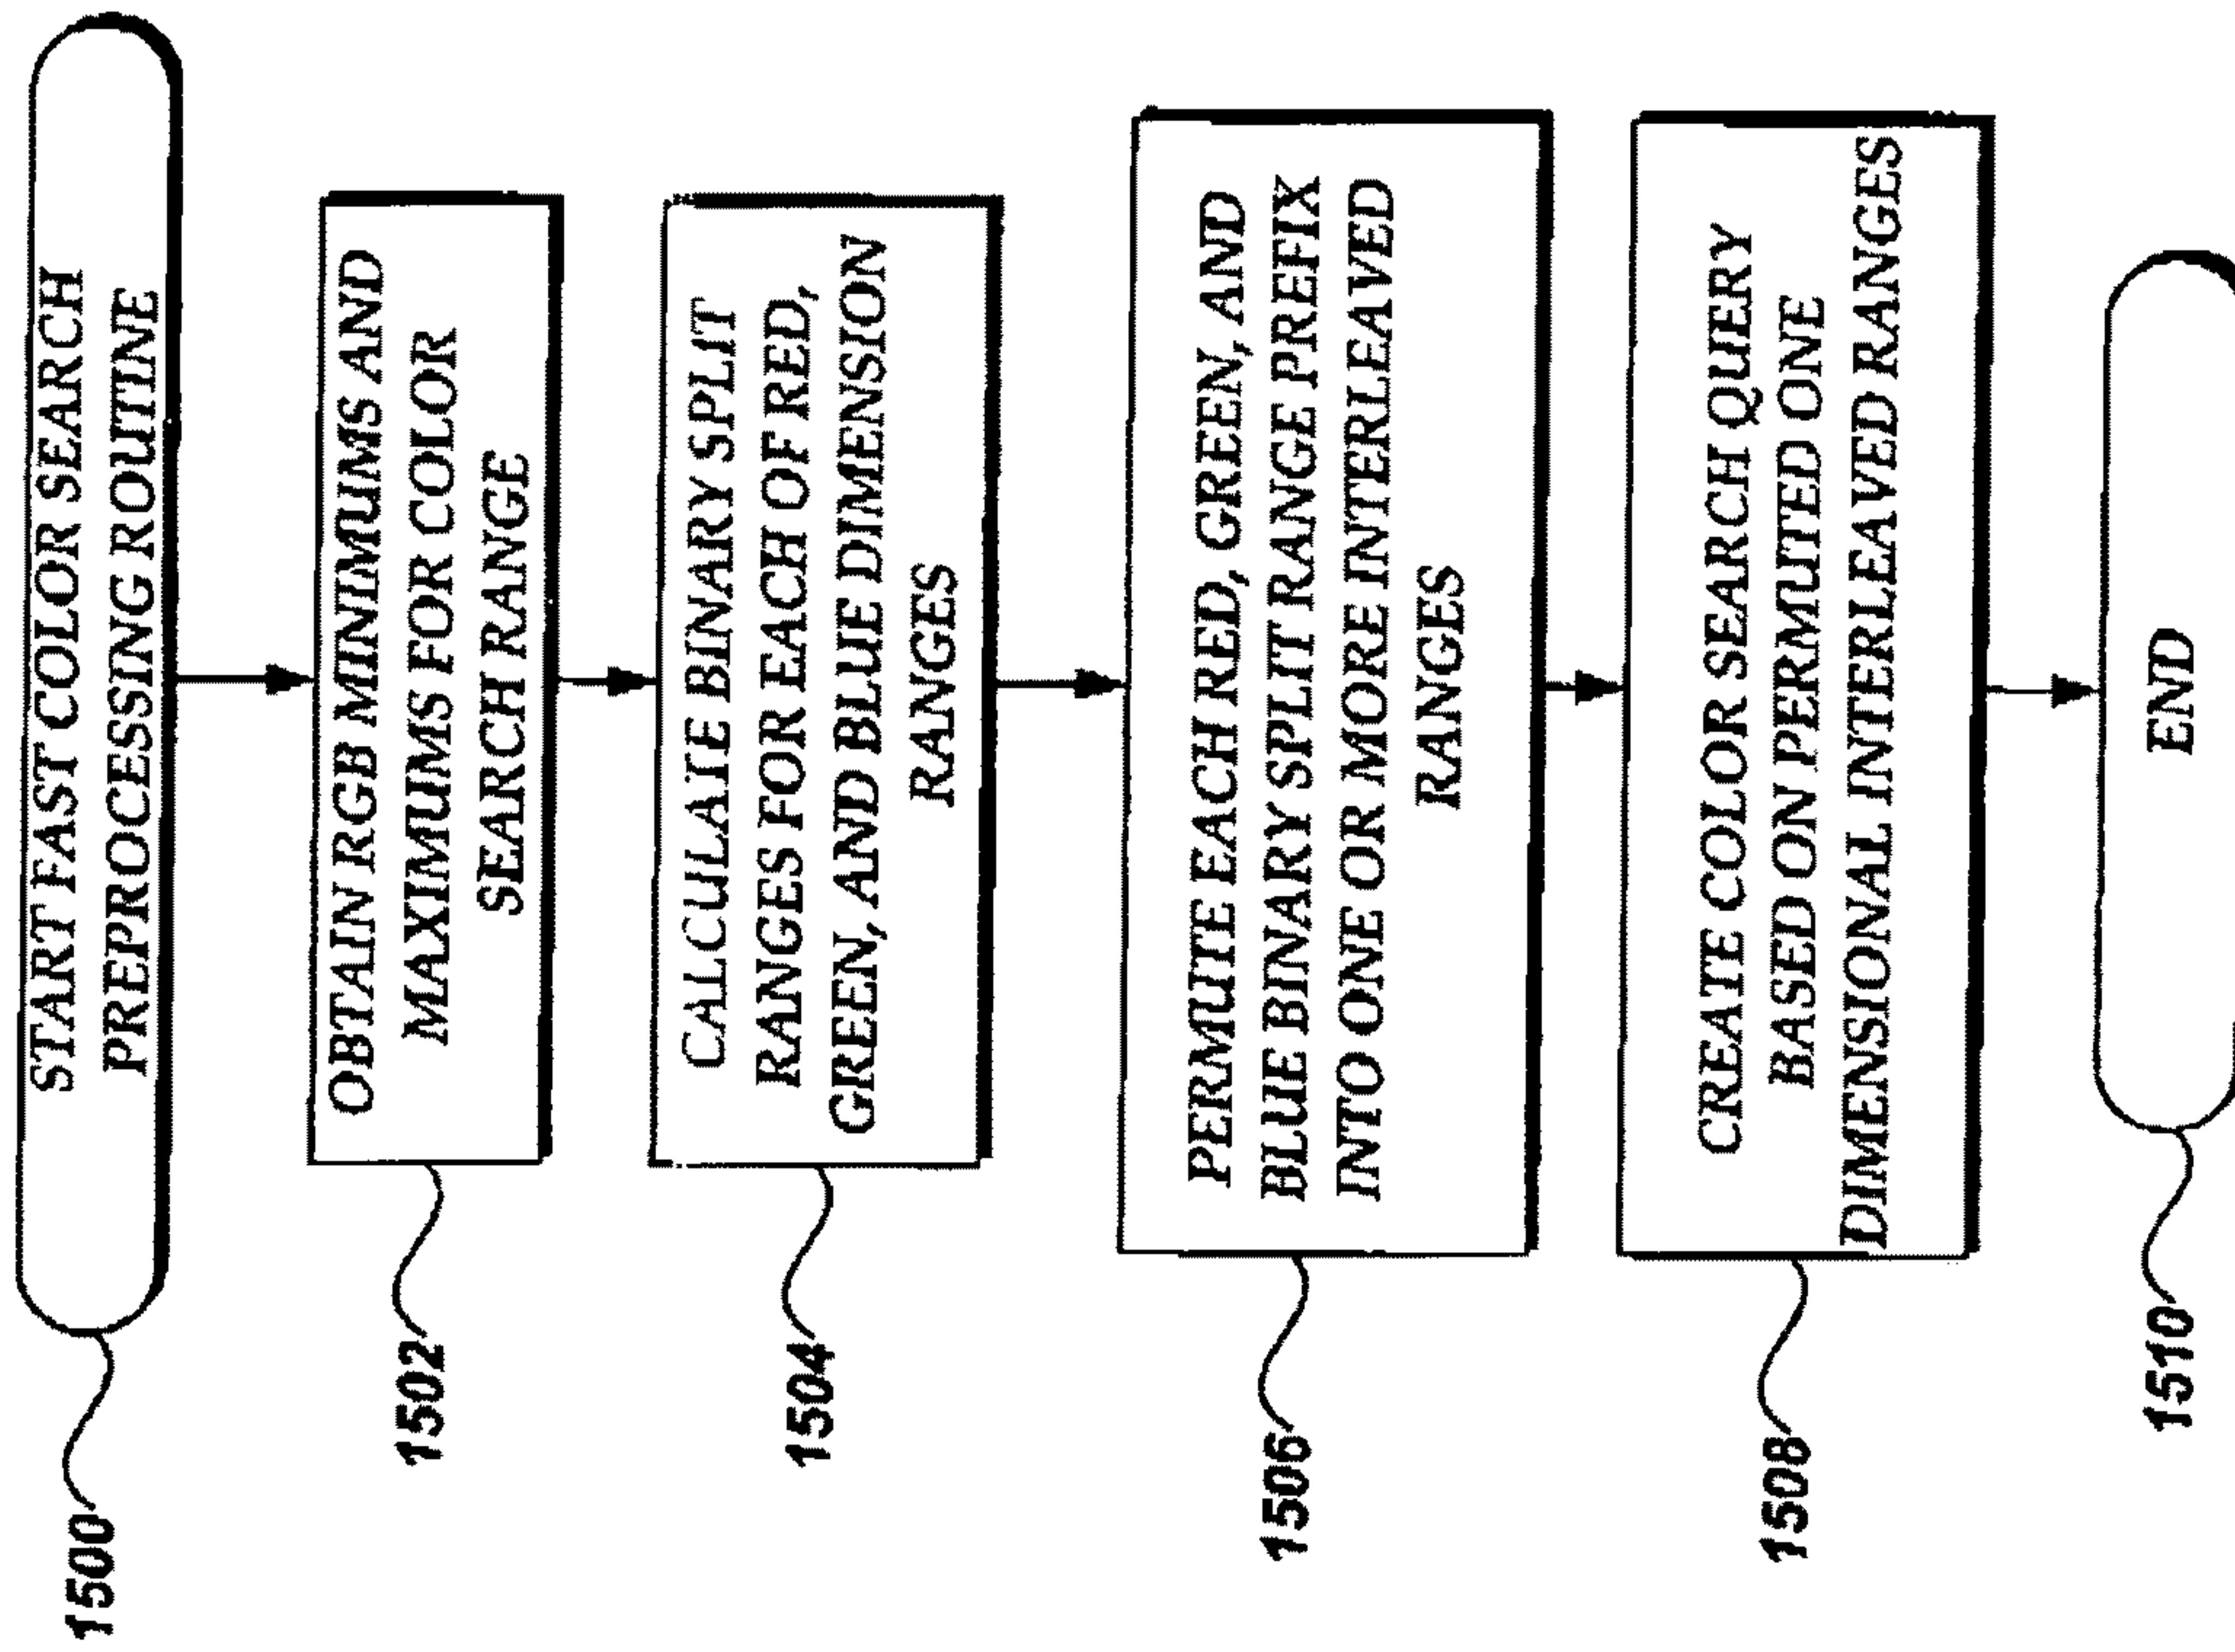 START FAST COLOR SEARCH
PREPROCESSING ROUTINE
1500
OBTAIN RGB MINIMUMS AND
MAXIMUMS FOR COLOR
SEARCH RANGE
1502
CALCULATE BINARY SPLIT
RANGES FOR EACH OF RED,
GREEN, AND BLUE DIMENSION
RANGES
1504
PERMUTE EACH RED, GREEN, AND
BLUE BINARY SPLIT RANGE PREFIX
INTO ONE OR MORE INTERLEAVED
RANGES
1506
CREATE COLOR SEARCH QUERY
BASED ON PERMUTED ONE
DIMENSIONAL INTERLEAVED RANGES
1508
END
1510